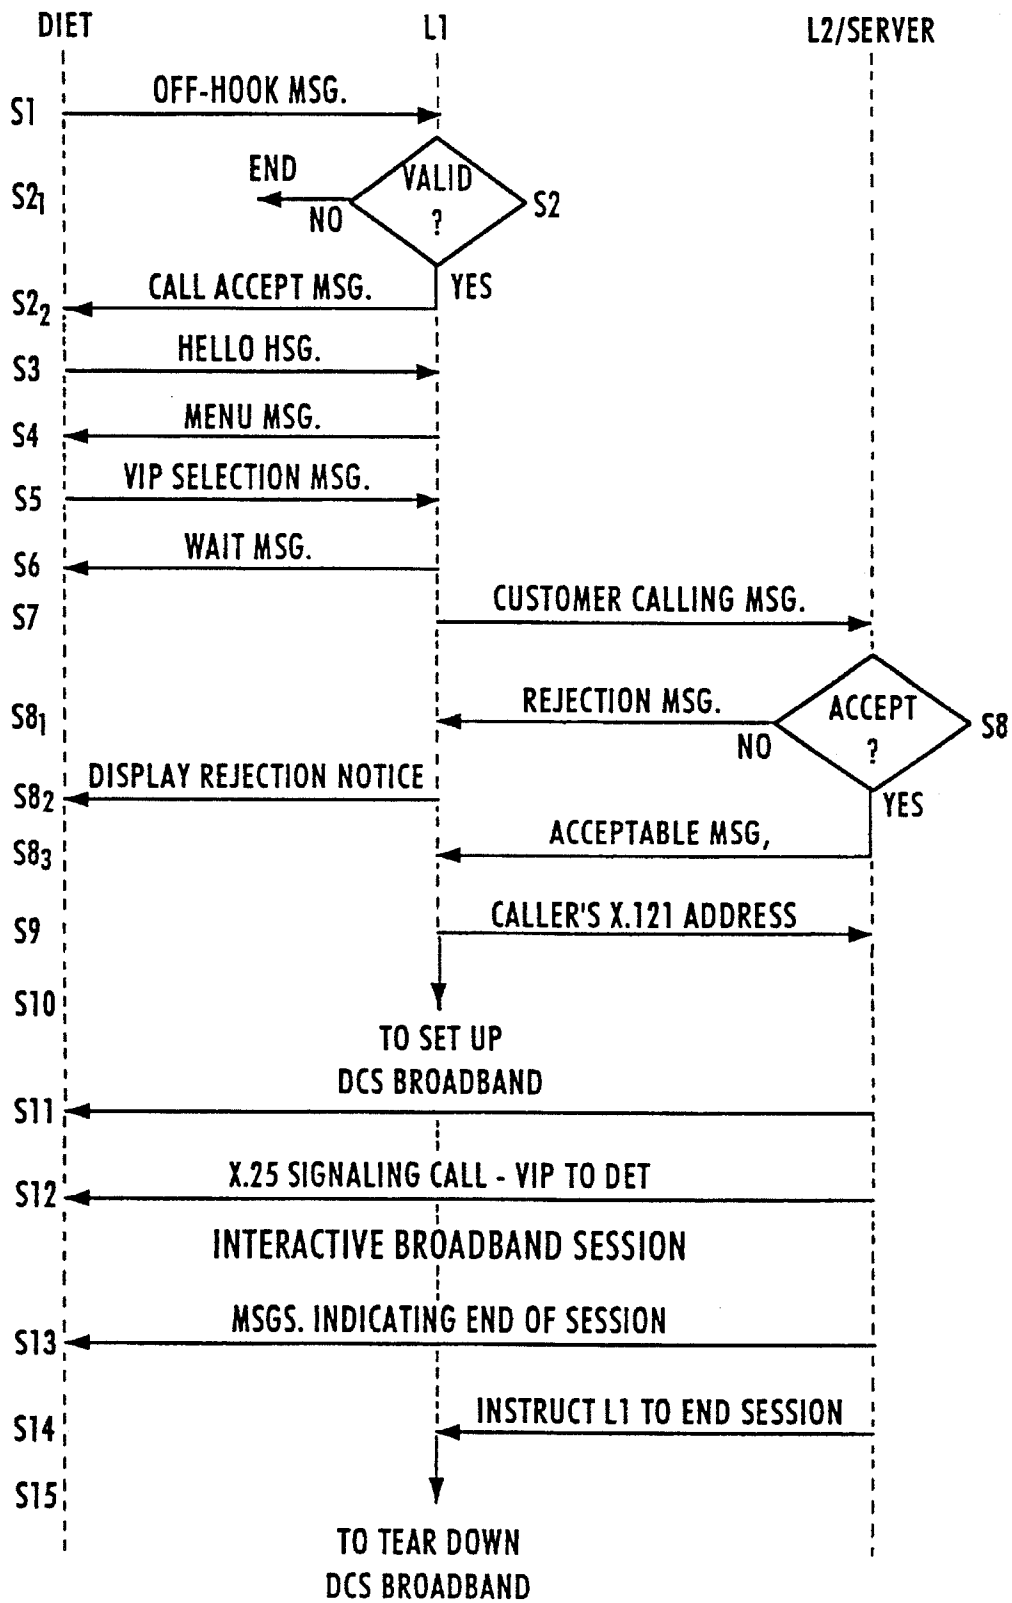 DIET L1 L2/SERVER
S1 OFF-HOOK MSG.
END VALID
S21 NO ? S2
S22 CALL ACCEPT MSG. YES
S3 HELLO HSG.
S4 MENU MSG.
S5 VIP SELECTION MSG.
S6 WAIT MSG.
S7 CUSTOMER CALLING MSG.
S81 REJECTION MSG. ACCEPT S8
NO ?
S82 DISPLAY REJECTION NOTICE YES
S83 ACCEPTABLE MSG,
S9 CALLER'S X.121 ADDRESS
S10
TO SET UP
DCS BROADBAND
S11
S12 X.25 SIGNALING CALL - VIP TO DET
INTERACTIVE BROADBAND SESSION
S13 MSGS. INDICATING END OF SESSION
S14 INSTRUCT L1 TO END SESSION
S15
TO TEAR DOWN
DCS BROADBAND